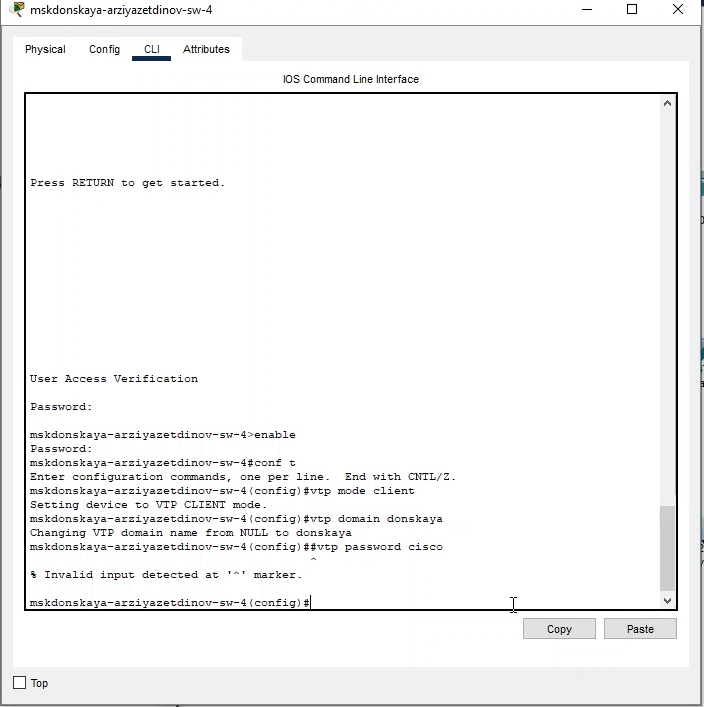 mskdonskaya-arziyazetdinov-sw-4
Physical Config CLI Attributes
IOS Command Line Interface
Press RETURN to get started.
User Access Verification
Password:
mskdonskaya-arziyazetdinov-sw-4>enable
Password:
mskdonskaya-arziyazetdinov-sw-4#conf t
Enter configuration commands, one per line.  End with CNTL/Z.
mskdonskaya-arziyazetdinov-sw-4(config)#vtp mode client
Setting device to VTP CLIENT mode.
mskdonskaya-arziyazetdinov-sw-4(config)#vtp domain donskaya
Changing VTP domain name from NULL to donskaya
mskdonskaya-arziyazetdinov-sw-4(config)##vtp password cisco
^
% Invalid input detected at '^' marker.
mskdonskaya-arziyazetdinov-sw-4(config)#
Copy Paste
Top